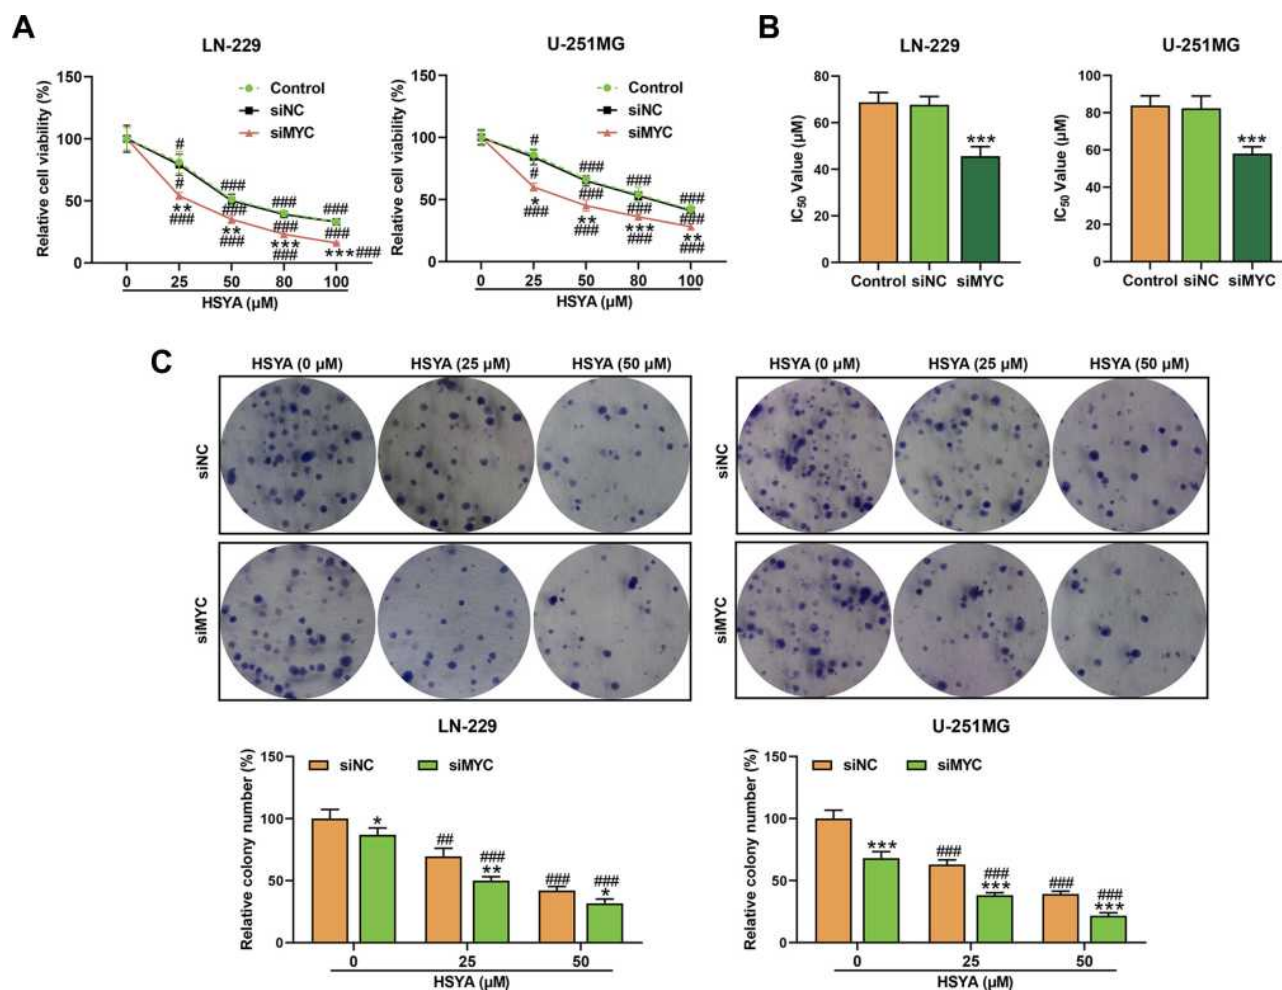 A
LN-229
Relative cell viability (%)
150
100
50
0
Control
siNC
siMYC
#
#
**
###
###
###
**
###
###
###
***
###
###
###
***###
0 25 50 80 100
HSYA (µM)
U-251MG
Relative cell viability (%)
150
100
50
0
Control
siNC
siMYC
#
#
*
###
###
###
**
###
###
###
***
###
###
###
**
###
0 25 50 80 100
HSYA (µM)
B
LN-229
IC50 Value (µM)
80
60
40
20
0
***
Control siNC siMYC
U-251MG
IC50 Value (µM)
100
80
60
40
20
0
***
Control siNC siMYC
C
HSYA (0 µM) HSYA (25 µM) HSYA (50 µM)
siNC
siMYC
HSYA (0 µM) HSYA (25 µM) HSYA (50 µM)
siNC
siMYC
LN-229
Relative colony number (%)
150
100
50
0
siNC siMYC
*
##
###
**
###
###
*
0 25 50
HSYA (µM)
U-251MG
Relative colony number (%)
150
100
50
0
siNC siMYC
***
###
###
***
###
###
***
0 25 50
HSYA (µM)